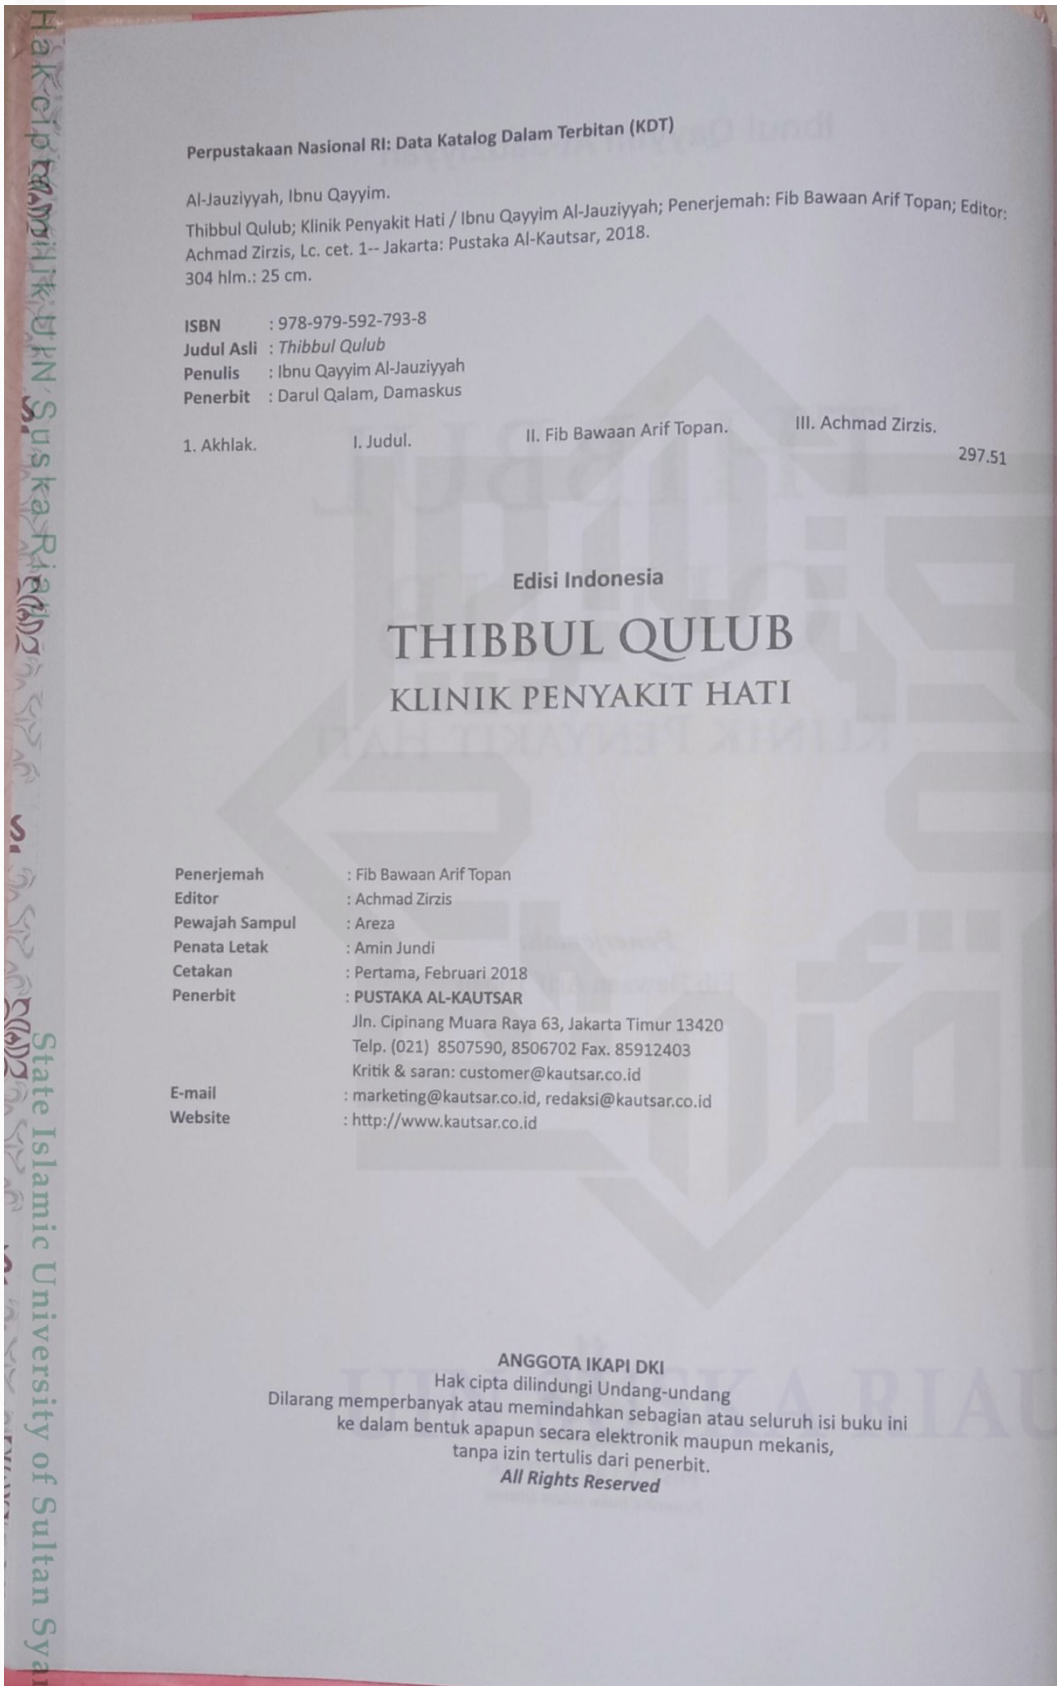 Perpustakaan Nasional RI: Data Katalog Dalam Terbitan (KDT)
Al-Jauziyyah, Ibnu Qayyim.
Thibbul Qulub; Klinik Penyakit Hati / Ibnu Qayyim Al-Jauziyyah; Penerjemah: Fib Bawaan Arif Topan; Editor:
Achmad Zirzis, Lc. cet. 1-- Jakarta: Pustaka Al-Kautsar, 2018.
304 hlm.: 25 cm.
ISBN : 978-979-592-793-8
Judul Asli : Thibbul Qulub
Penulis : Ibnu Qayyim Al-Jauziyyah
Penerbit : Darul Qalam, Damaskus
1. Akhlak. I. Judul. II. Fib Bawaan Arif Topan. III. Achmad Zirzis.
297.51
Edisi Indonesia
THIBBUL QULUB
KLINIK PENYAKIT HATI
Penerjemah : Fib Bawaan Arif Topan
Editor : Achmad Zirzis
Pewajah Sampul : Areza
Penata Letak : Amin Jundi
Cetakan : Pertama, Februari 2018
Penerbit : PUSTAKA AL-KAUTSAR
Jln. Cipinang Muara Raya 63, Jakarta Timur 13420
Telp. (021) 8507590, 8506702 Fax. 85912403
Kritik & saran: customer@kautsar.co.id
E-mail : marketing@kautsar.co.id, redaksi@kautsar.co.id
Website : http://www.kautsar.co.id
ANGGOTA IKAPI DKI
Hak cipta dilindungi Undang-undang
Dilarang memperbanyak atau memindahkan sebagian atau seluruh isi buku ini
ke dalam bentuk apapun secara elektronik maupun mekanis,
tanpa izin tertulis dari penerbit.
All Rights Reserved
Hak cipta milik UIN Suska Riau
State Islamic University of Sultan Syar